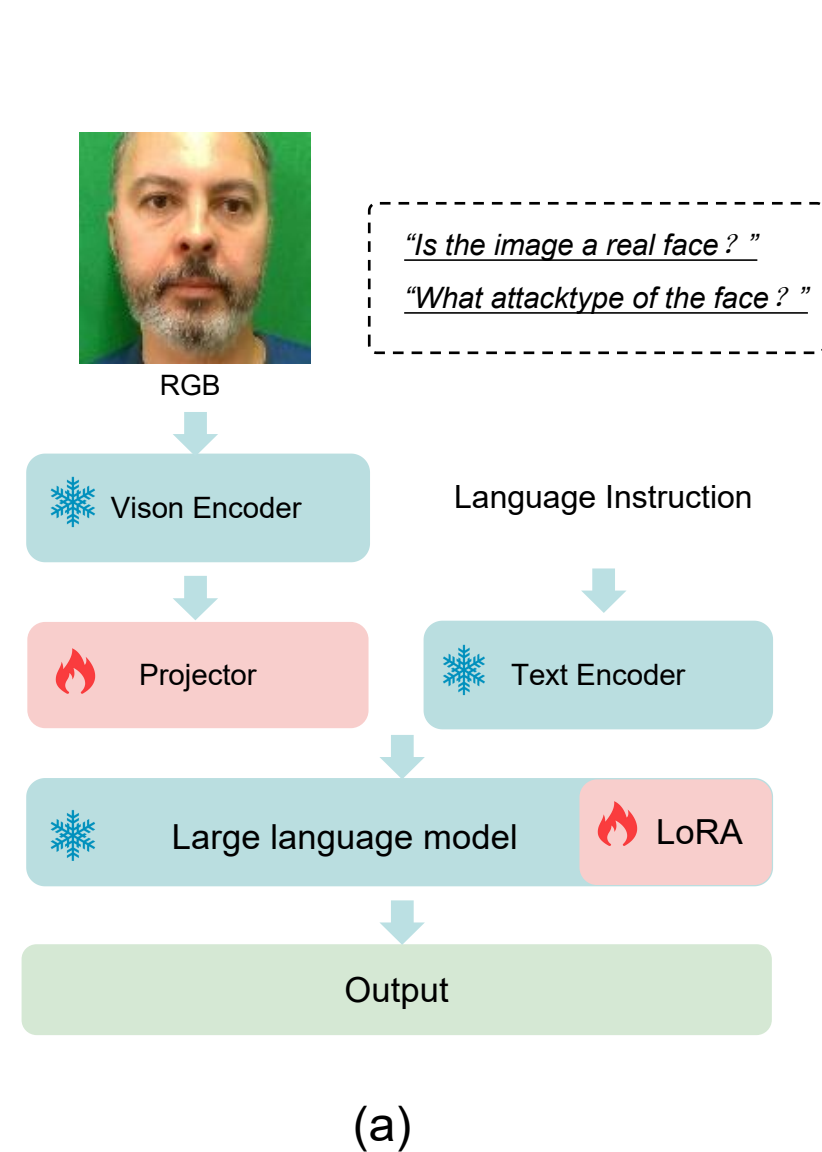 “Is the image a real face？”
“What attacktype of the face？”
RGB
Vison Encoder
Language Instruction
Projector
Text Encoder
Large language model
LoRA
Output
(a)